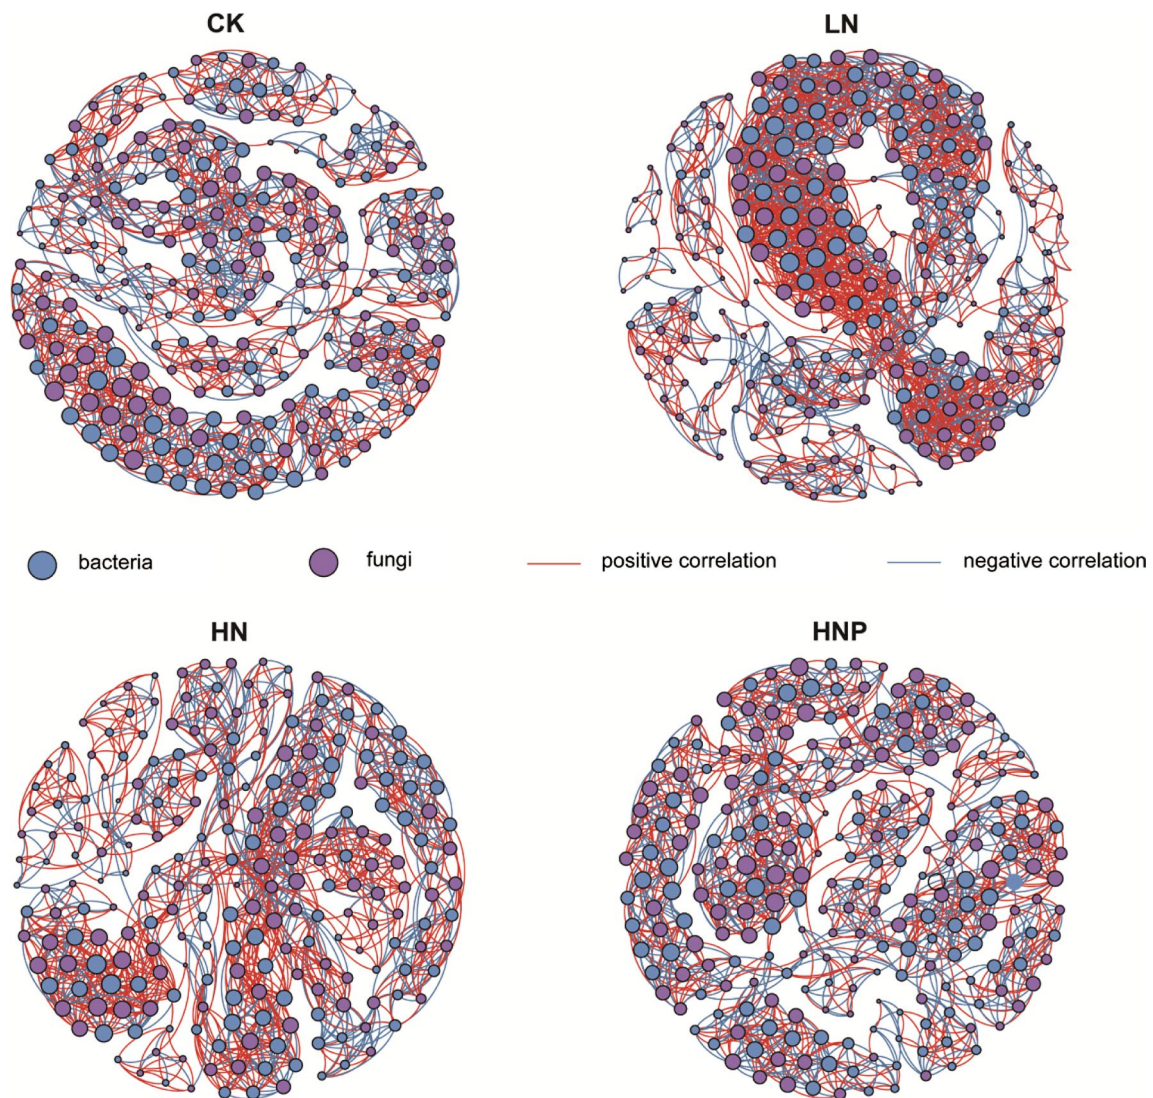 CK
LN
bacteria
fungi
positive correlation
negative correlation
HN
HNP